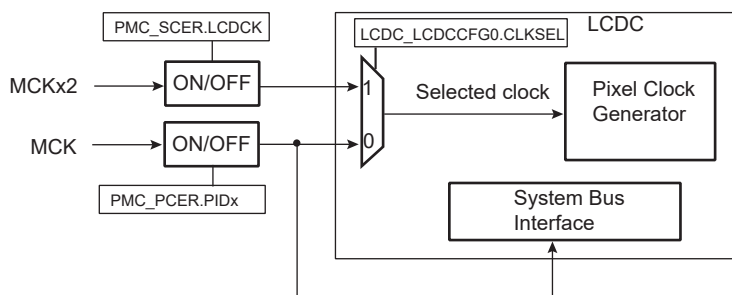 PMC_SCER.LCDCK
LCDC_LCDCCFG0.CLKSEL
LCDC
MCKx2
ON/OFF
1
Selected clock
Pixel Clock
Generator
MCK
ON/OFF
0
PMC_PCER.PIDx
System Bus
Interface